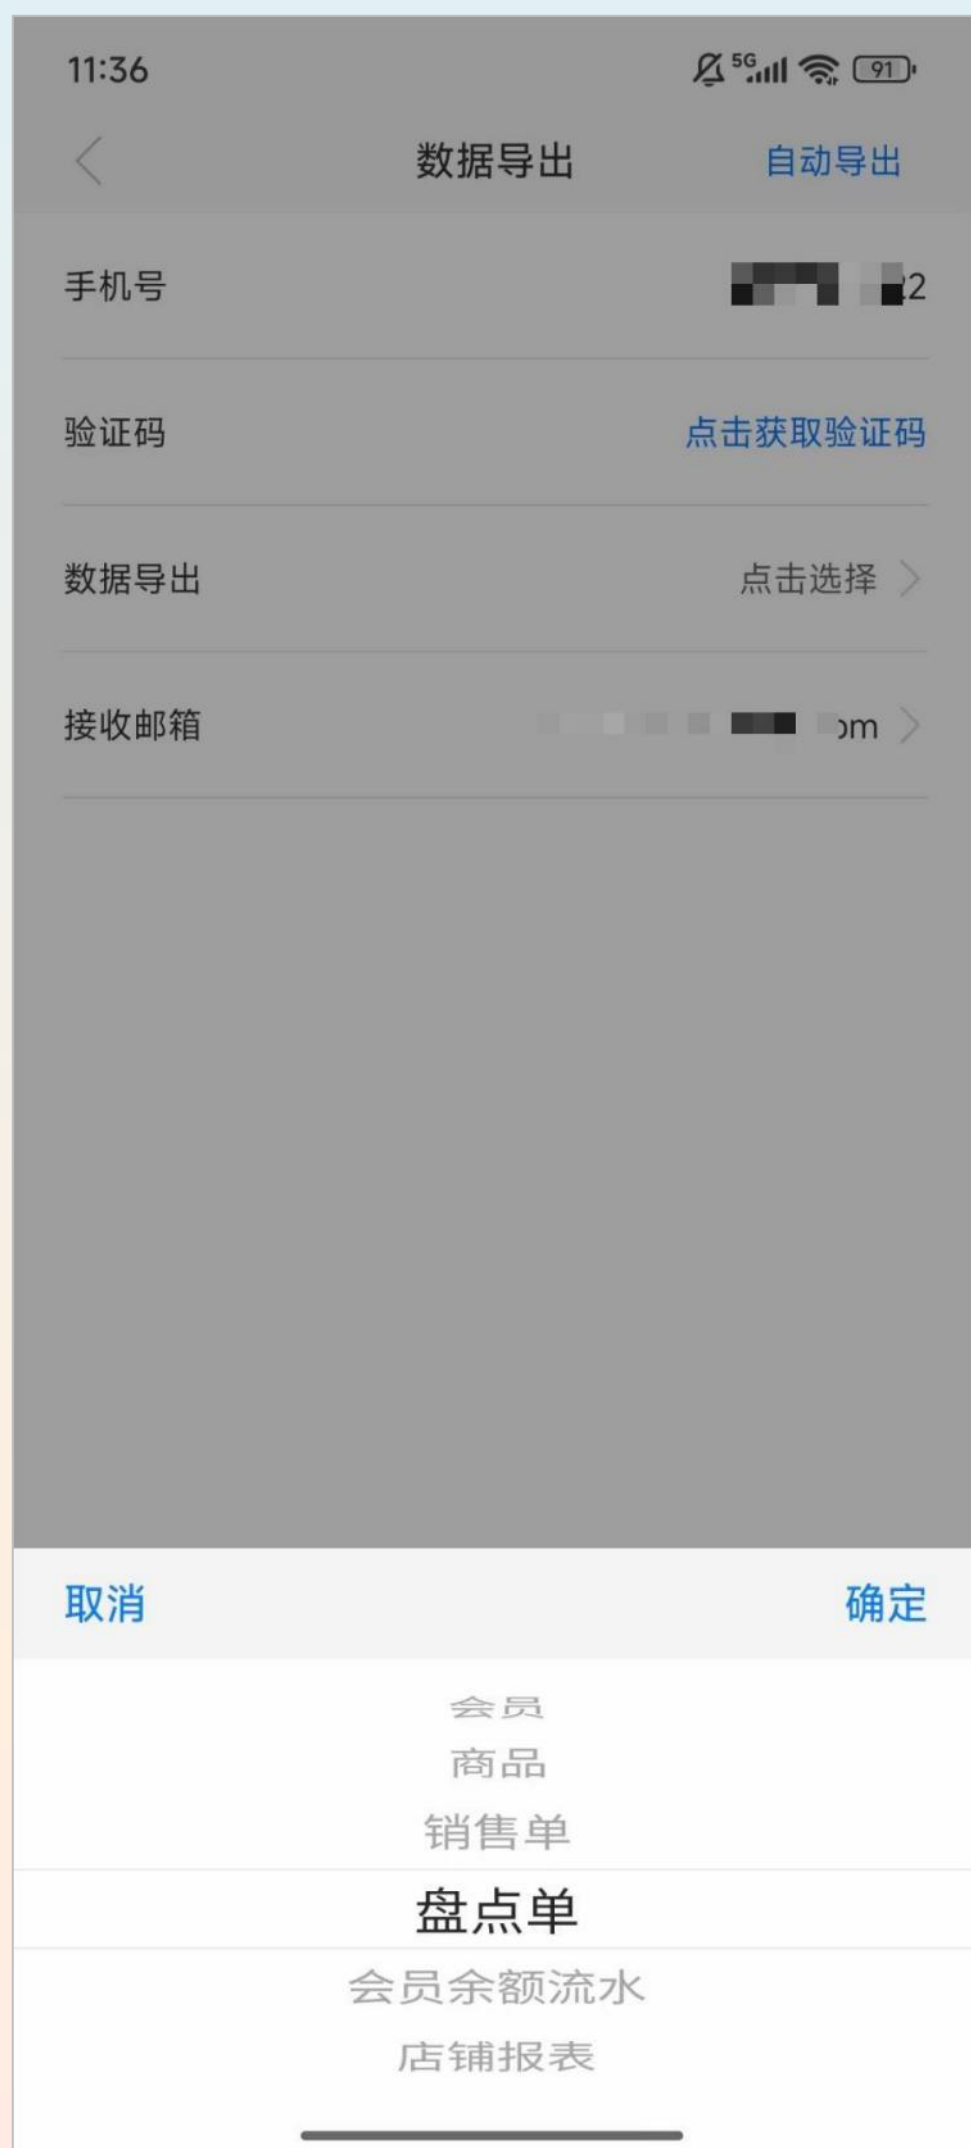 11:36 5G 91
数据导出 自动导出
手机号 2
验证码 点击获取验证码
数据导出 点击选择
接收邮箱 om
取消 确定
会员
商品
销售单
盘点单
会员余额流水
店铺报表